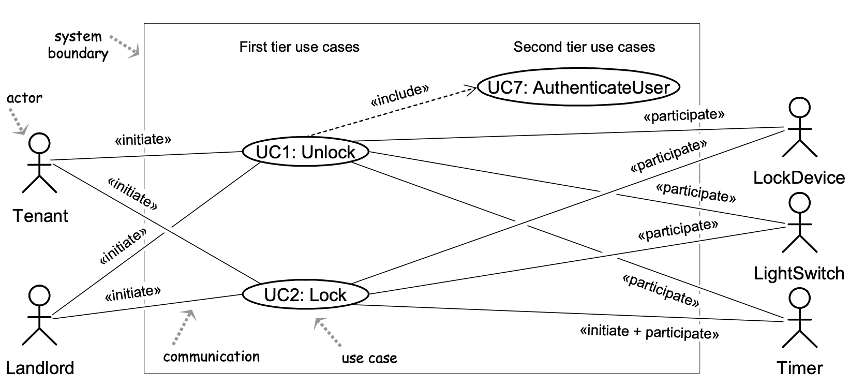 system
boundary
First tier use cases
Second tier use cases
actor
«include»
UC7: AuthenticateUser
«initiate»
«participate»
UC1: Unlock
«participate»
LockDevice
Tenant
«initiate»
«participate»
«initiate»
«participate»
LightSwitch
«initiate»
UC2: Lock
«participate»
«initiate + participate»
communication
use case
Landlord
Timer